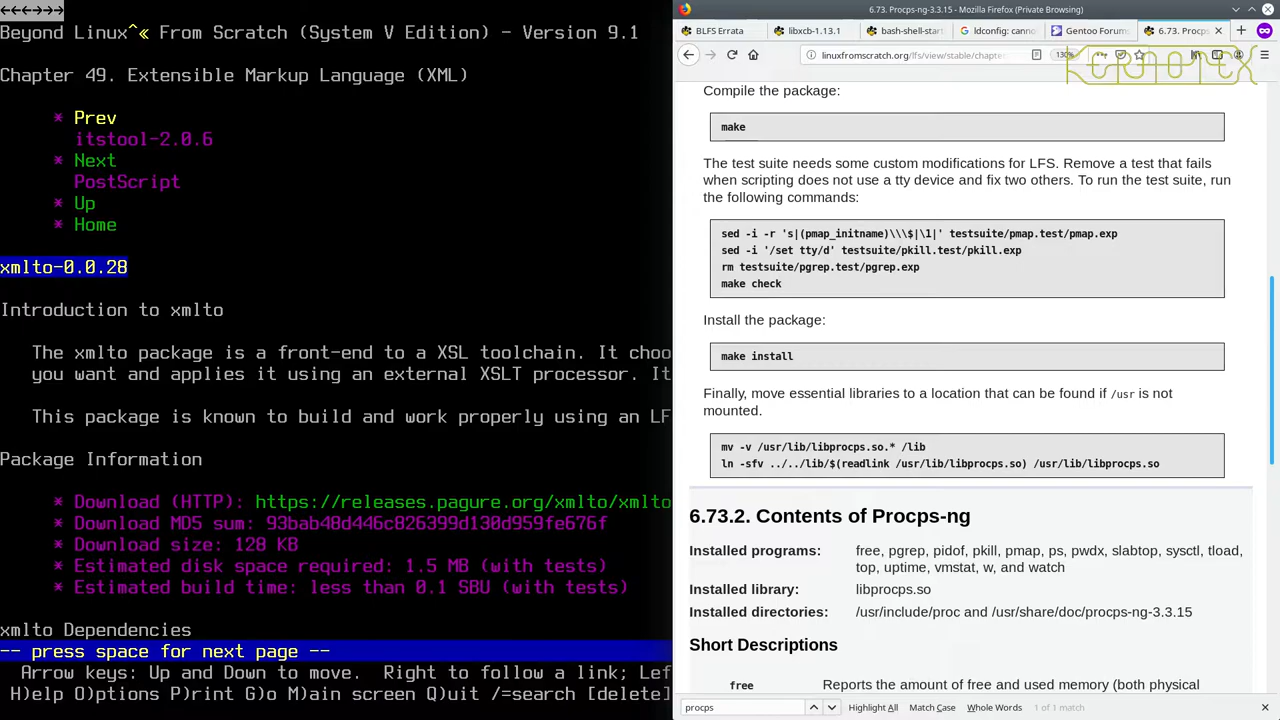 ←←←→→→
Beyond Linux^« From Scratch (System V Edition) - Version 9.1
Chapter 49. Extensible Markup Language (XML)
* Prev
itstool-2.0.6
* Next
PostScript
* Up
* Home
xmlto-0.0.28
Introduction to xmlto
The xmlto package is a front-end to a XSL toolchain. It choo
you want and applies it using an external XSLT processor. It
This package is known to build and work properly using an LF
Package Information
* Download (HTTP): https://releases.pagure.org/xmlto/xmlto
* Download MD5 sum: 93bab48d446c826399d130d959fe676f
* Download size: 128 KB
* Estimated disk space required: 1.5 MB (with tests)
* Estimated build time: less than 0.1 SBU (with tests)
xmlto Dependencies
-- press space for next page --
Arrow keys: Up and Down to move. Right to follow a link; Lef
H)elp O)ptions P)rint G)o M)ain screen Q)uit /=search [delete]
6.73. Procps-ng-3.3.15 - Mozilla Firefox (Private Browsing)
BLFS Errata
libxcb-1.13.1
bash-shell-start
ldconfig: canno
Gentoo Forums
6.73. Procps
linuxfromscratch.org/lfs/view/stable/chapter
130%
Compile the package:
make
The test suite needs some custom modifications for LFS. Remove a test that fails
when scripting does not use a tty device and fix two others. To run the test suite, run
the following commands:
sed -i -r 's|(pmap_initname)\\\$|\1|' testsuite/pmap.test/pmap.exp
sed -i '/set tty/d' testsuite/pkill.test/pkill.exp
rm testsuite/pgrep.test/pgrep.exp
make check
Install the package:
make install
Finally, move essential libraries to a location that can be found if /usr is not
mounted.
mv -v /usr/lib/libprocps.so.* /lib
ln -sfv ../../lib/$(readlink /usr/lib/libprocps.so) /usr/lib/libprocps.so
6.73.2. Contents of Procps-ng
Installed programs: free, pgrep, pidof, pkill, pmap, ps, pwdx, slabtop, sysctl, tload,
top, uptime, vmstat, w, and watch
Installed library: libprocps.so
Installed directories: /usr/include/proc and /usr/share/doc/procps-ng-3.3.15
Short Descriptions
free Reports the amount of free and used memory (both physical
procps
Highlight All
Match Case
Whole Words
1 of 1 match